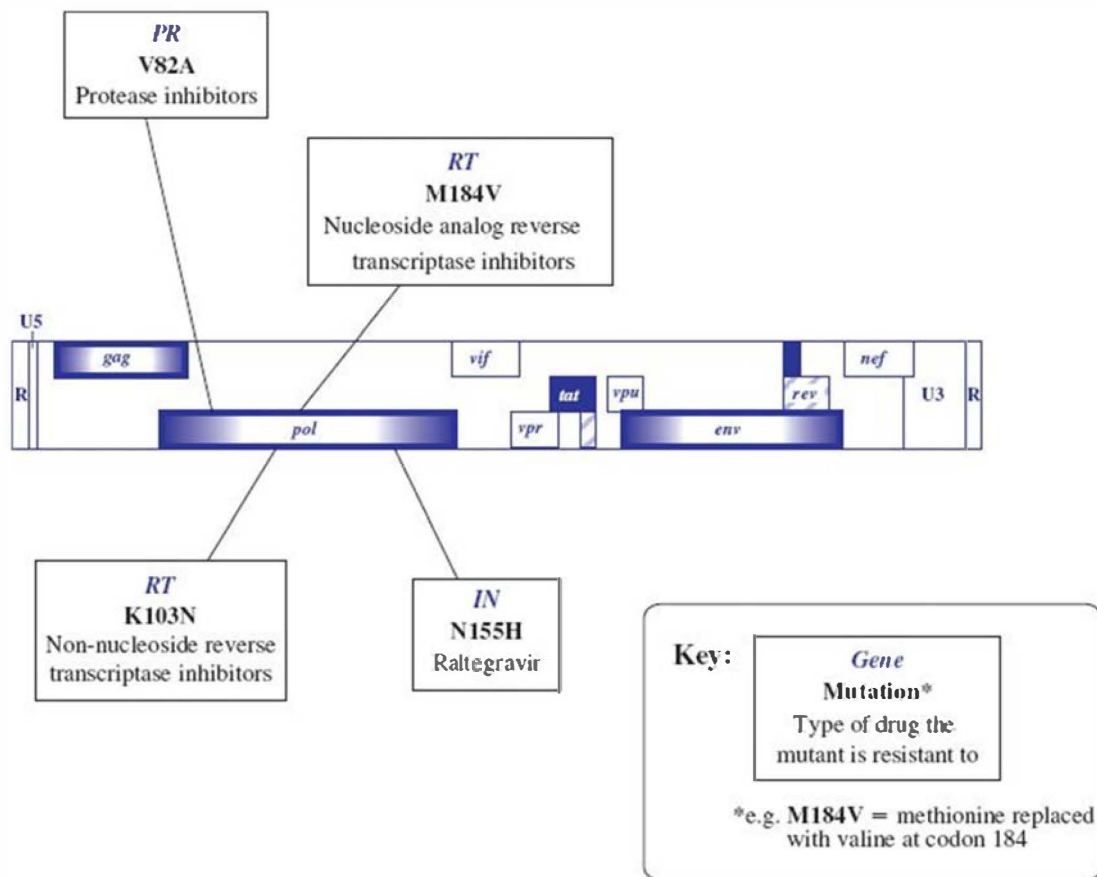 PR
V82A
Protease inhibitors
RT
M184V
Nucleoside analog reverse
transcriptase inhibitors
U5
gag
vif
nef
R
tat
vpu
rev
U3
R
pol
vpr
env
RT
K103N
Non-nucleoside reverse
transcriptase inhibitors
IN
N155H
Raltegravir
Key:
Gene
Mutation*
Type of drug the
mutant is resistant to
*e.g. M184V = methionine replaced
with valine at codon 184